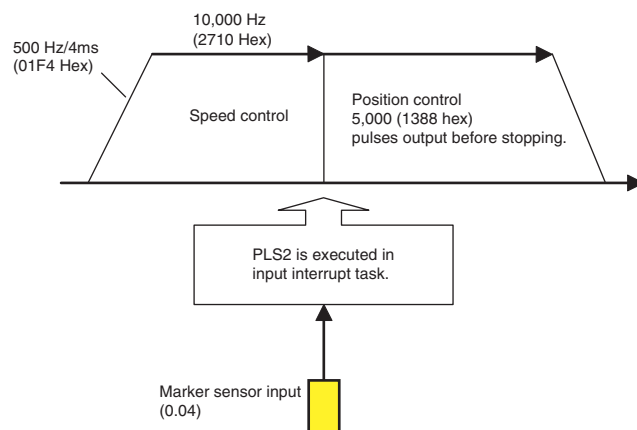 10,000 Hz
(2710 Hex)
500 Hz/4ms
(01F4 Hex)
Speed control
Position control
5,000 (1388 hex)
pulses output before stopping.
PLS2 is executed in
input interrupt task.
Marker sensor input
(0.04)